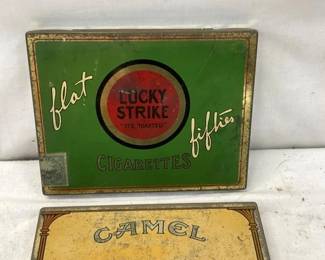 flat
LUCKY
STRIKE
"IT'S TOASTED"
CIGARETTES
fifties
CAMEL